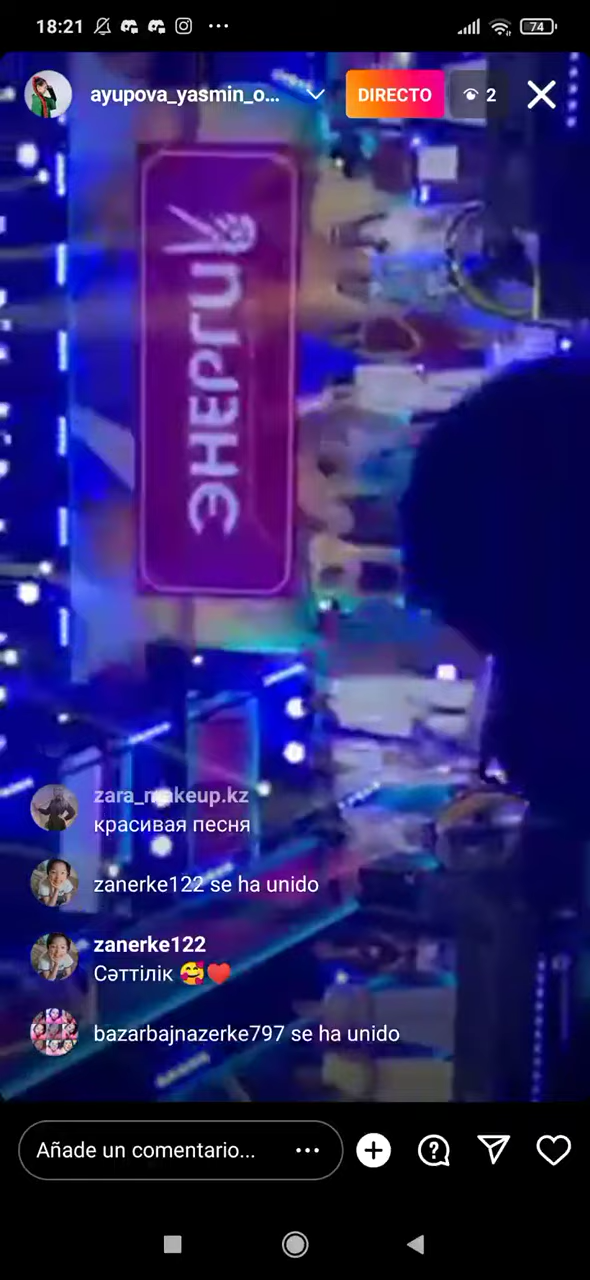 18:21
74
ayupova_yasmin_o...
DIRECTO
2
ЭНЕРГИЯ
zara_makeup.kz
красивая песня
zanerke122 se ha unido
zanerke122
Сәттілік 🥰♥️
bazarbajnazerke797 se ha unido
Añade un comentario...